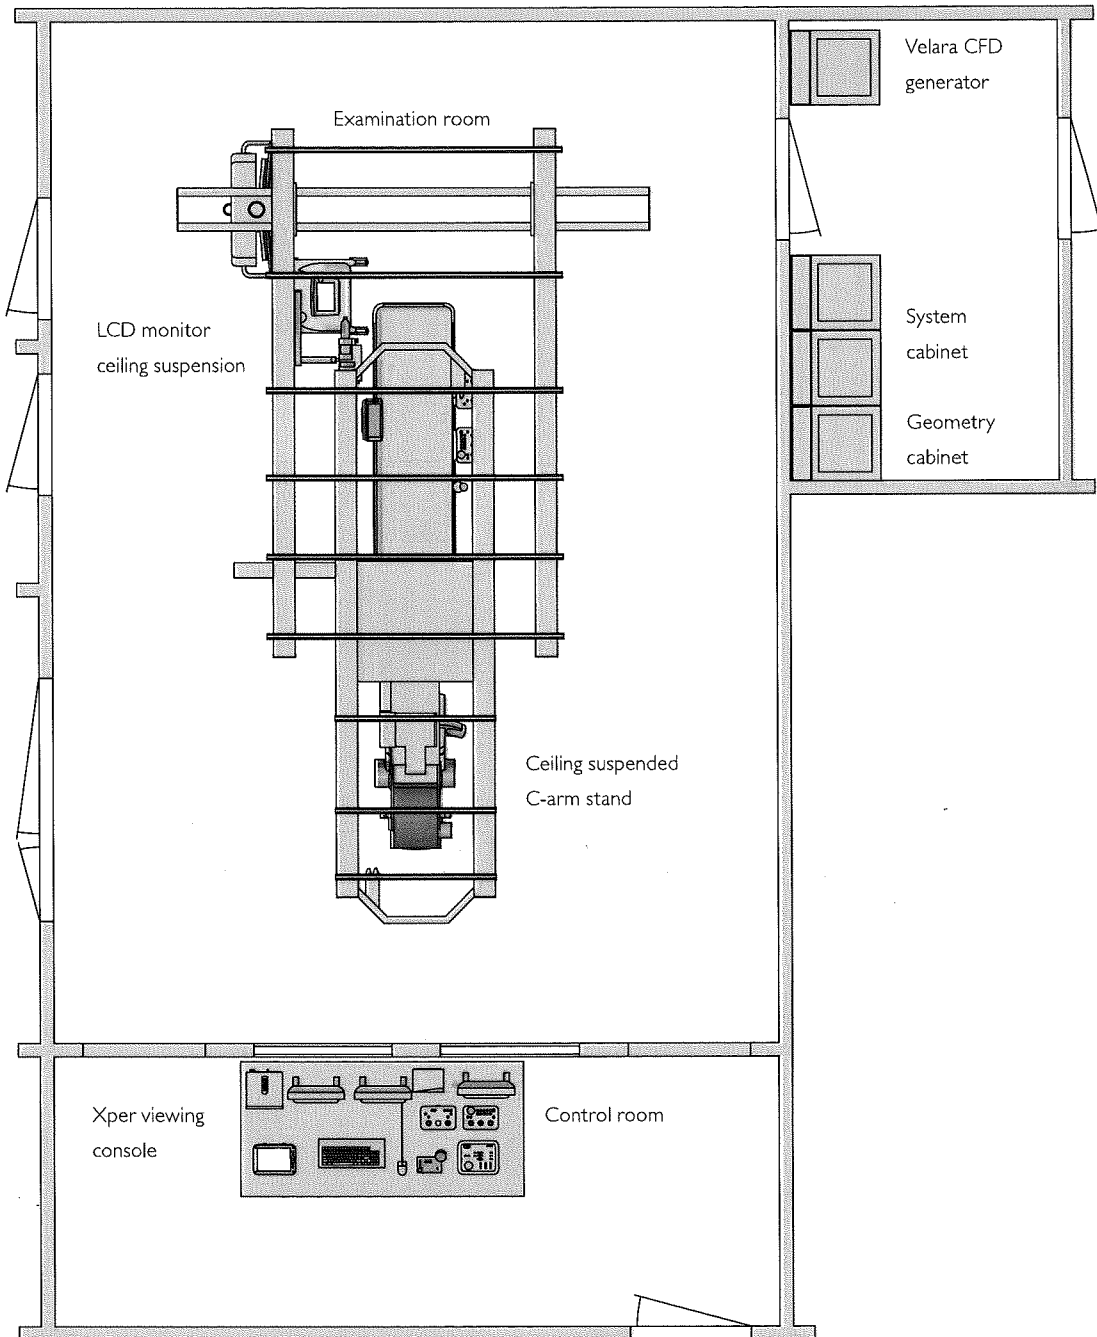 Velara CFD
generator
Examination room
LCD monitor
ceiling suspension
System
cabinet
Geometry
cabinet
Ceiling suspended
C-arm stand
Xper viewing
console
Control room